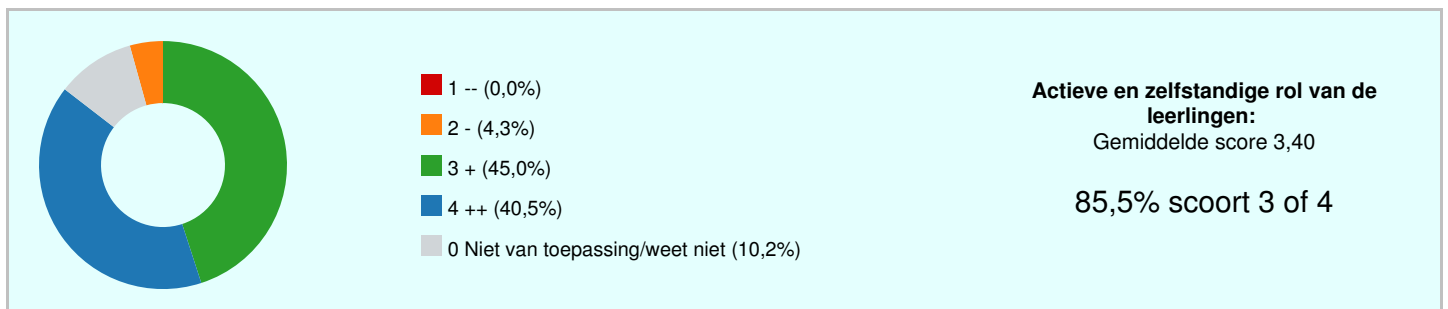 1 -- (0,0%)
2 - (4,3%)
3 + (45,0%)
4 ++ (40,5%)
0 Niet van toepassing/weet niet (10,2%)
Actieve en zelfstandige rol van de
leerlingen:
Gemiddelde score 3,40
85,5% scoort 3 of 4